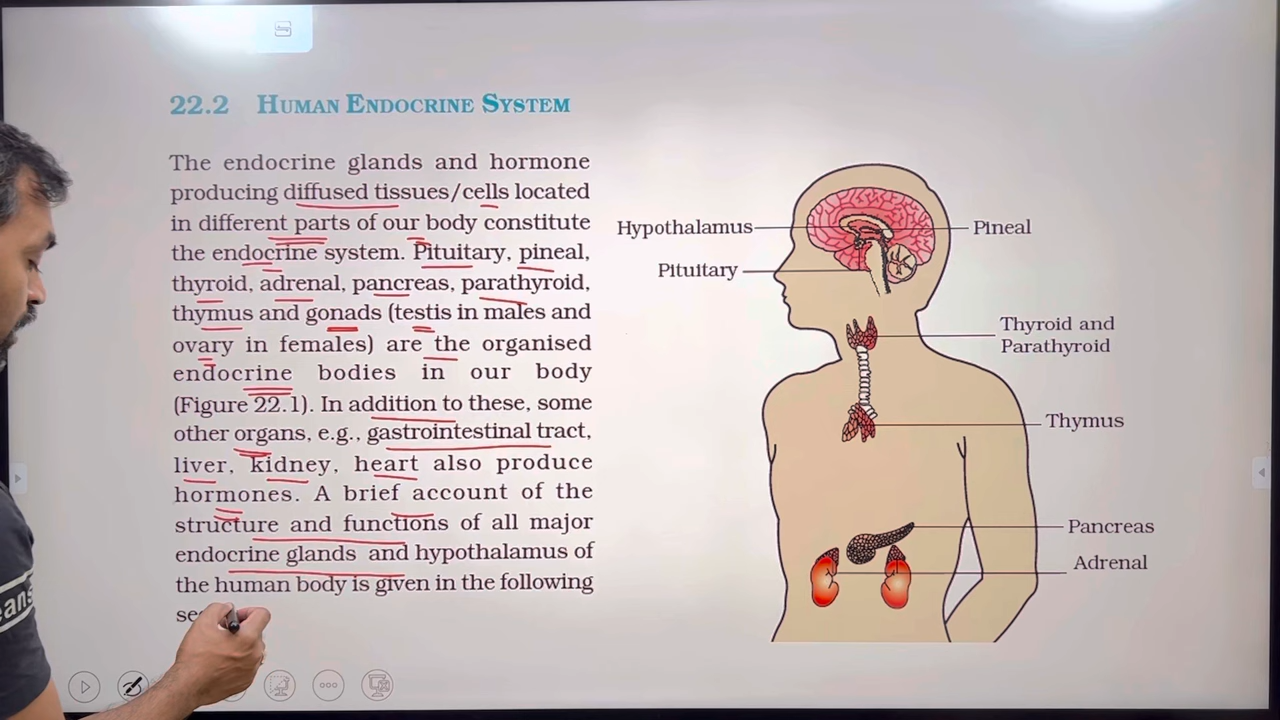 22.2 HUMAN ENDOCRINE SYSTEM
The endocrine glands and hormone
producing diffused tissues/cells located
in different parts of our body constitute
the endocrine system. Pituitary, pineal,
thyroid, adrenal, pancreas, parathyroid,
thymus and gonads (testis in males and
ovary in females) are the organised
endocrine bodies in our body
(Figure 22.1). In addition to these, some
other organs, e.g., gastrointestinal tract,
liver, kidney, heart also produce
hormones. A brief account of the
structure and functions of all major
endocrine glands and hypothalamus of
the human body is given in the following
Hypothalamus
Pineal
Pituitary
Thyroid and
Parathyroid
Thymus
Pancreas
Adrenal